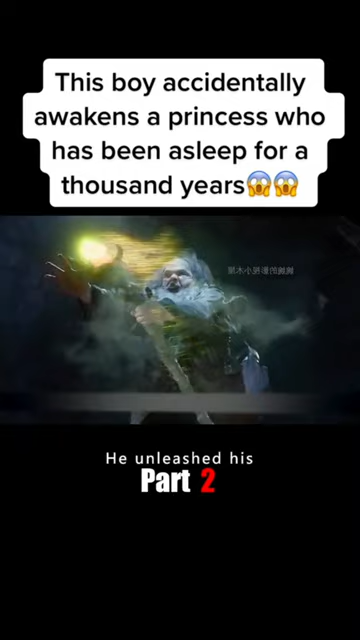 This boy accidentally
awakens a princess who
has been asleep for a
thousand years😱😱
He unleashed his
Part 2